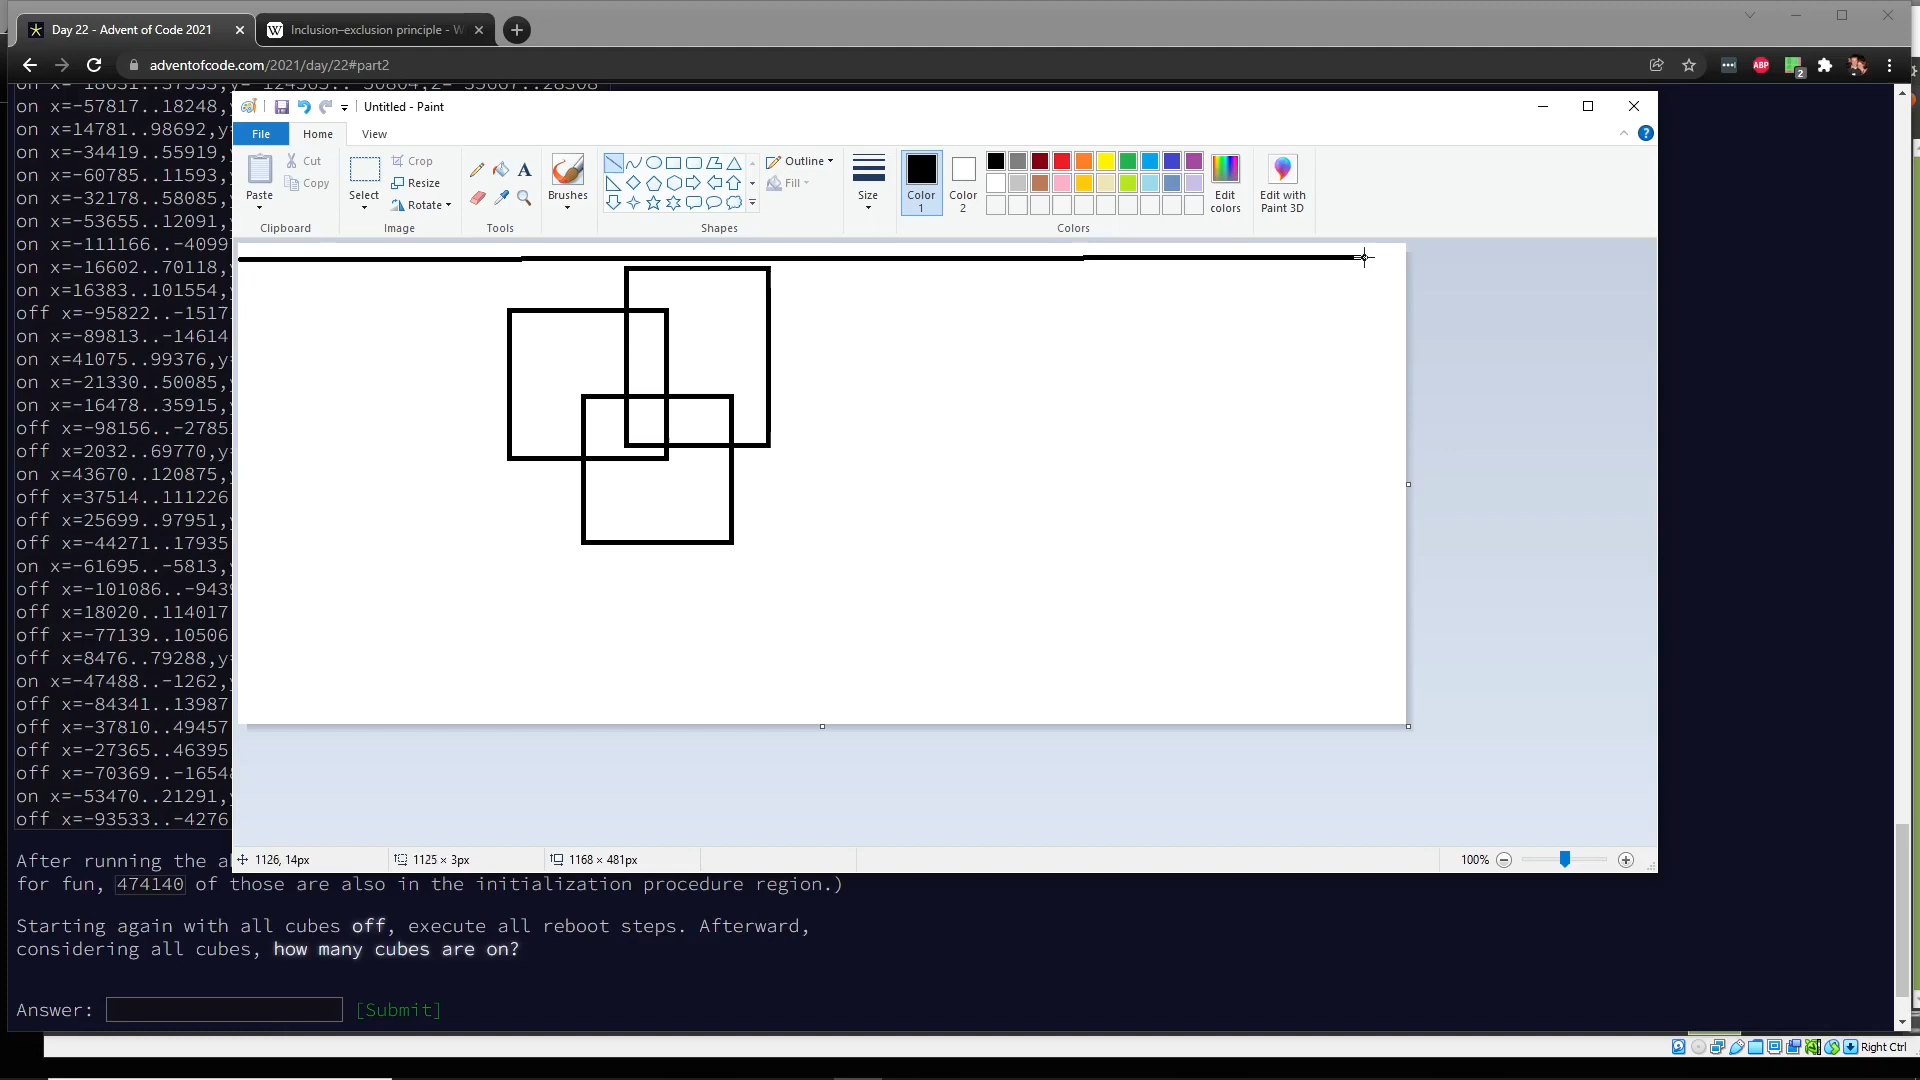 Day 22 - Advent of Code 2021
Inclusion–exclusion principle - W
adventofcode.com/2021/day/22#part2
ABP
2
on x=-57817..18248,y
on x=14781..98692,y=
on x=-34419..55919,y
on x=-60785..11593,y
on x=-32178..58085,y
on x=-53655..12091,y
on x=-111166..-40997
on x=-16602..70118,y
on x=16383..101554,y
off x=-95822..-1517
on x=-89813..-14614
on x=41075..99376,y=
on x=-21330..50085,y
on x=-16478..35915,y
off x=-98156..-2785
off x=2032..69770,y=
on x=43670..120875,y
off x=37514..111226
off x=25699..97951,
off x=-44271..17935
on x=-61695..-5813,
off x=-101086..-9439
off x=18020..114017
off x=-77139..10506
off x=8476..79288,y=
on x=-47488..-1262,y
off x=-84341..13987
off x=-37810..49457
off x=-27365..46395
off x=-70369..-16548
on x=-53470..21291,y
off x=-93533..-4276
Untitled - Paint
File Home View
Paste Cut Copy
Clipboard
Select Crop Resize Rotate
Image
Tools
Brushes
Shapes
Outline
Fill
Size
Color 1
Color 2
Edit colors
Colors
Edit with Paint 3D
1126, 14px
1125 × 3px
1168 × 481px
100%
After running the a
for fun, 474140 of those are also in the initialization procedure region.)
Starting again with all cubes off, execute all reboot steps. Afterward,
considering all cubes, how many cubes are on?
Answer: [Submit]
Right Ctrl